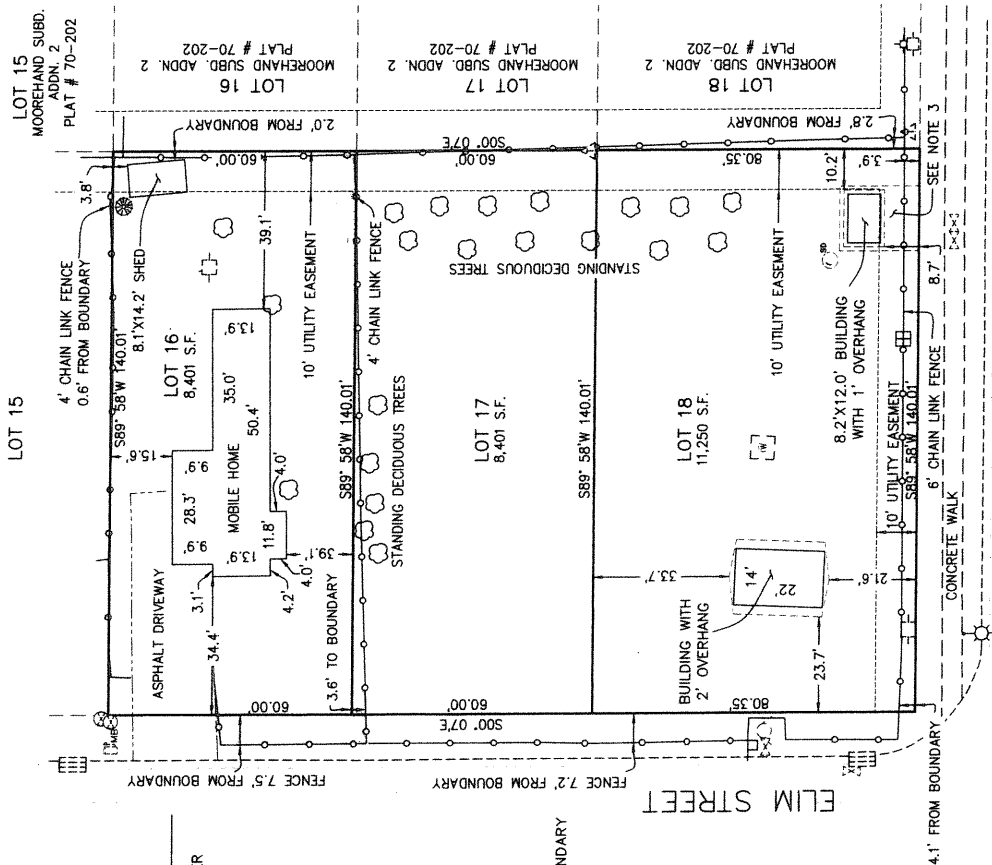 LOT 15
MOOREHAND SUBD.
ADDN. 2
PLAT # 70-202
LOT 16
MOOREHAND SUBD. ADDN. 2
PLAT # 70-202
LOT 17
MOOREHAND SUBD. ADDN. 2
PLAT # 70-202
LOT 18
MOOREHAND SUBD. ADDN. 2
PLAT # 70-202
2.0' FROM BOUNDARY
S00° 07'E
2.8' FROM BOUNDARY
60.00'
60.00'
80.35'
3.9'
SEE NOTE 3
3.8'
10.2'
LOT 15
4' CHAIN LINK FENCE
0.6' FROM BOUNDARY
8.1'X14.2' SHED
39.1'
10' UTILITY EASEMENT
4' CHAIN LINK FENCE
STANDING DECIDUOUS TREES
10' UTILITY EASEMENT
8.2'X12.0' BUILDING
WITH 1' OVERHANG
8.7'
6' CHAIN LINK FENCE
S89° 58'W 140.01'
LOT 16
8,401 S.F.
13.9'
35.0'
50.4'
15.6'
9.9'
28.3'
MOBILE HOME
9.9'
13.9'
11.8'
4.0'
4.0'
4.2'
3.1'
39.1'
STANDING DECIDUOUS TREES
LOT 17
8,401 S.F.
S89° 58'W 140.01'
LOT 18
11,250 S.F.
10' UTILITY EASEMENT
S89° 58'W 140.01'
CONCRETE WALK
ASPHALT DRIVEWAY
34.4'
3.6' TO BOUNDARY
33.7'
14'
22'
21.6'
BUILDING WITH
2' OVERHANG
23.7'
60.00'
60.00'
S00° 07'E
80.35'
FENCE 7.5' FROM BOUNDARY
FENCE 7.2' FROM BOUNDARY
ELIM STREET
4.1' FROM BOUNDARY
ER
NDARY